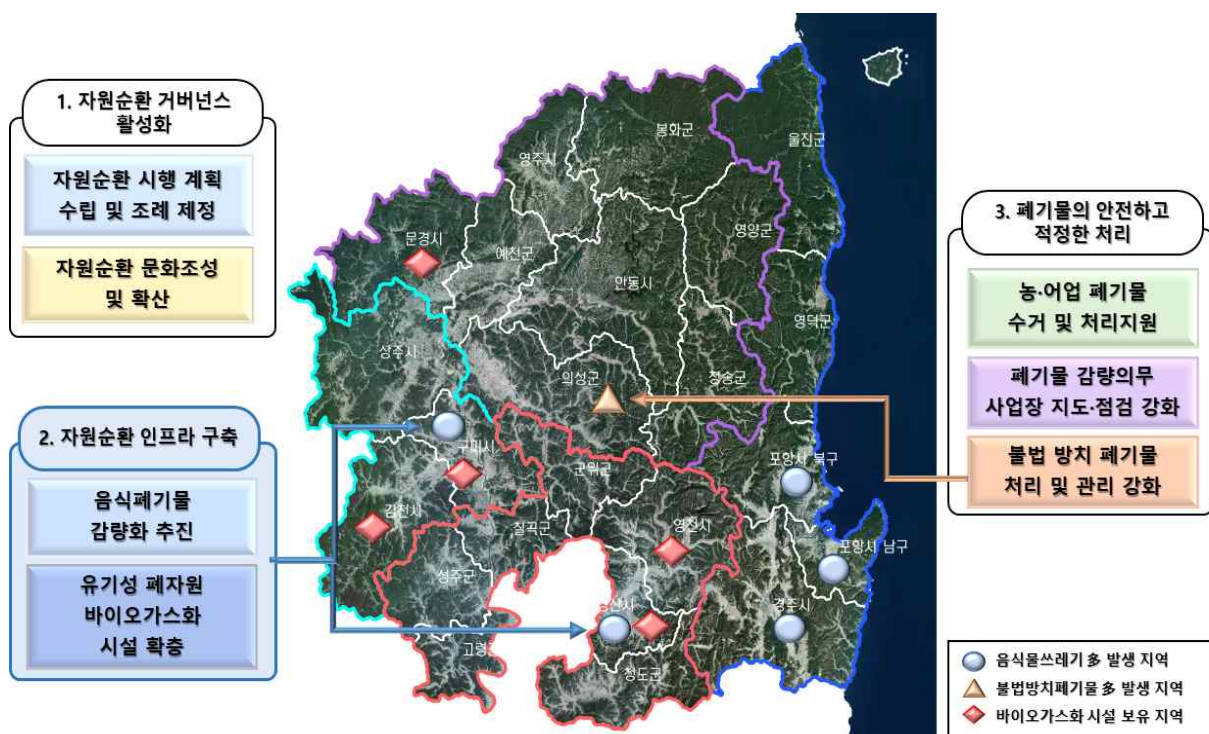 1. 자원순환 거버넌스
활성화
자원순환 시행 계획
수립 및 조례 제정
자원순환 문화조성
및 확산
2. 자원순환 인프라 구축
음식폐기물
감량화 추진
유기성 폐자원
바이오가스화
시설 확충
봉화군
울진군
영주시
문경시
예천군
영양군
안동시
영덕군
상주시
의성군
청송군
구미시
군위군
포항시 북구
김천시
칠곡군
영천시
포항시 남구
성주군
경산시
경주시
고령
청도군
3. 폐기물의 안전하고
적정한 처리
농·어업 폐기물
수거 및 처리지원
폐기물 감량의무
사업장 지도·점검 강화
불법 방치 폐기물
처리 및 관리 강화
음식물쓰레기 多 발생 지역
불법방치폐기물 多 발생 지역
바이오가스화 시설 보유 지역